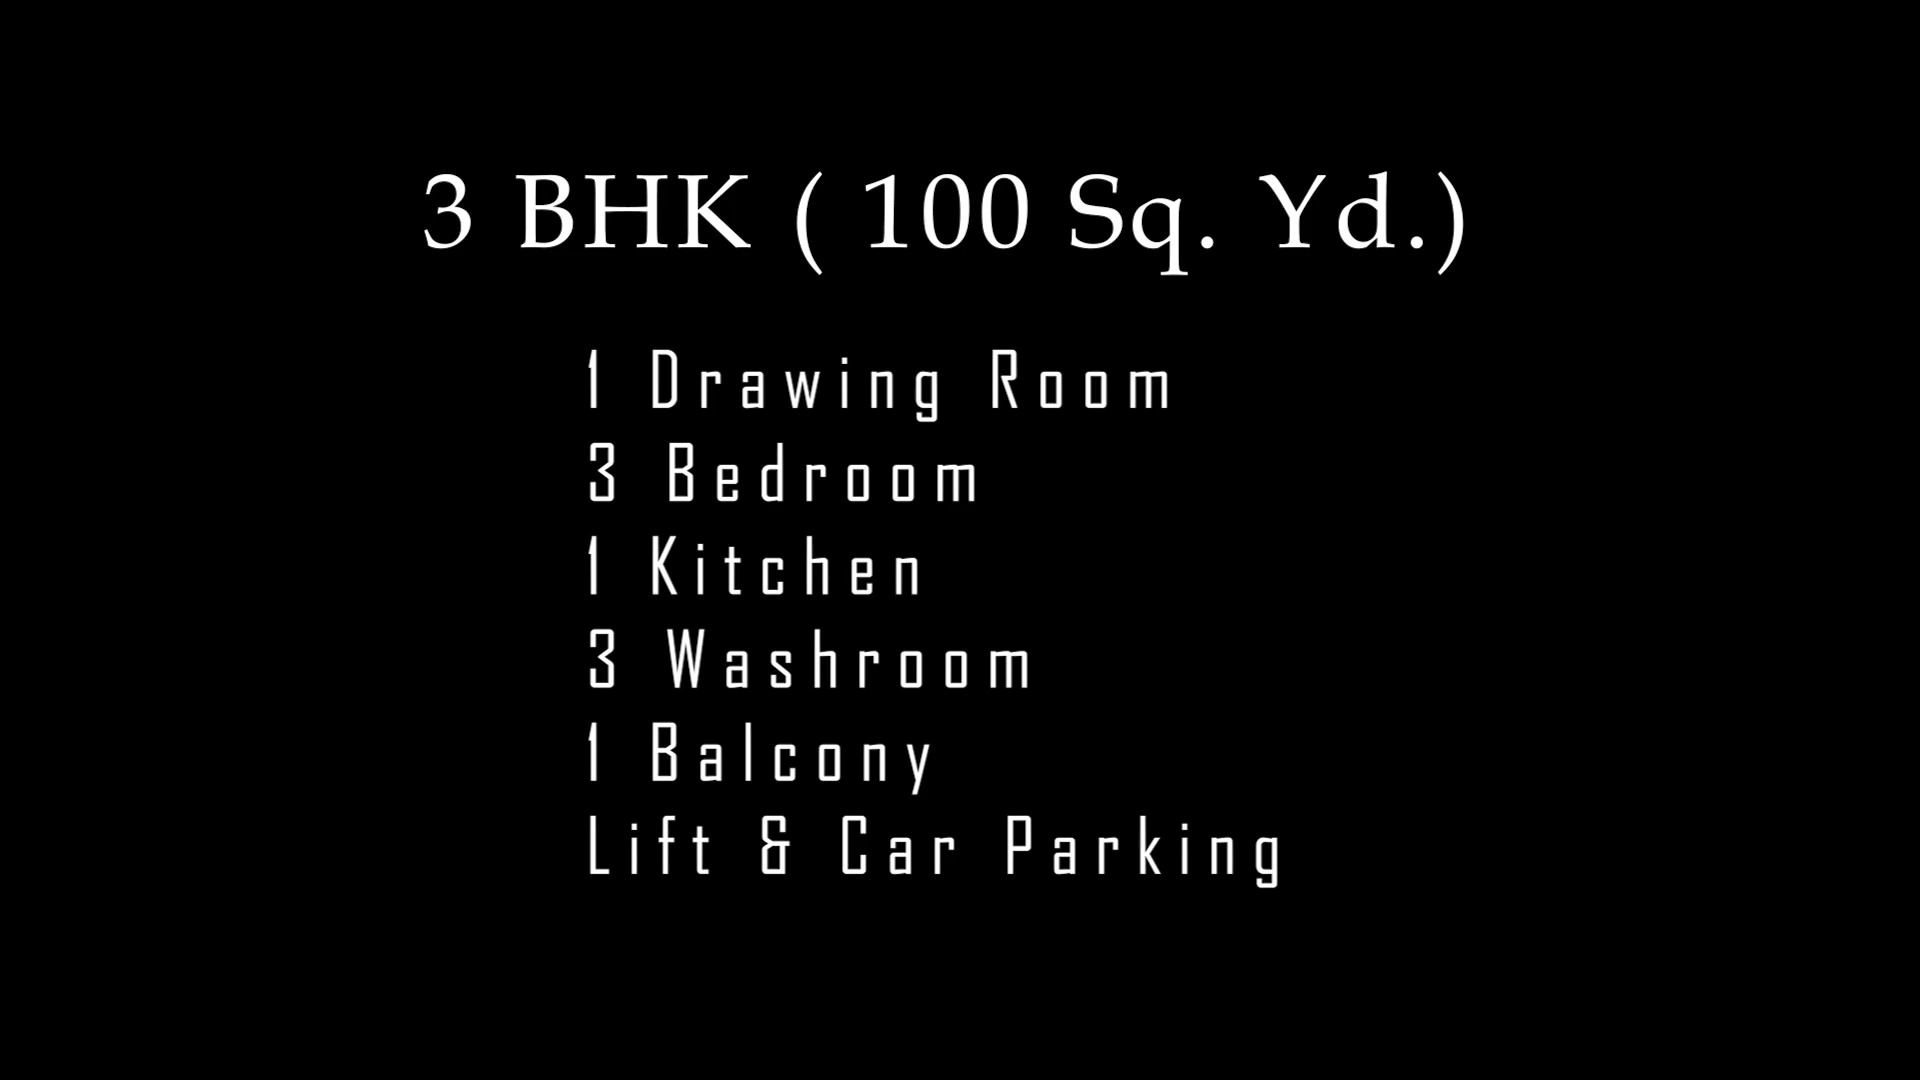 3 BHK ( 100 Sq. Yd.)
1 Drawing Room
3 Bedroom
1 Kitchen
3 Washroom
1 Balcony
Lift & Car Parking